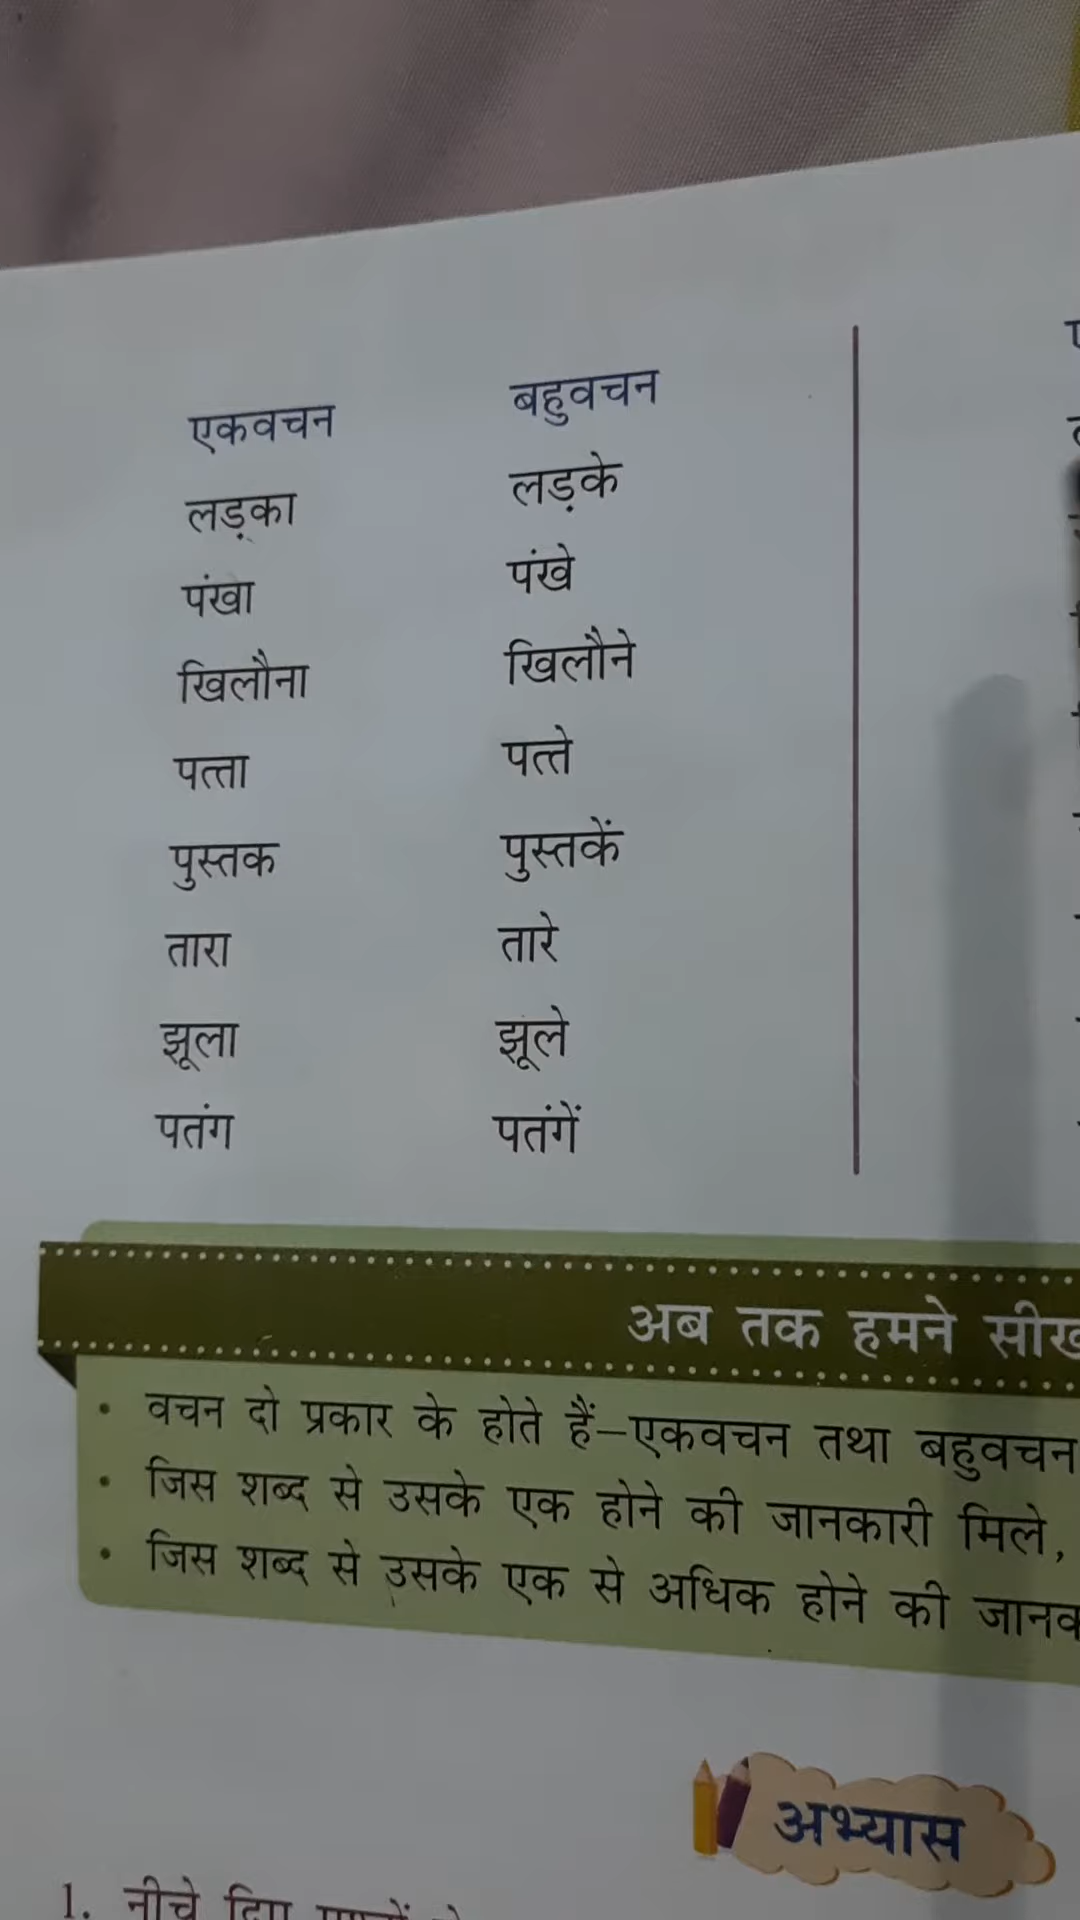 एकवचन बहुवचन
लड़का लड़के
पंखा पंखे
खिलौना खिलौने
पत्ता पत्ते
पुस्तक पुस्तकें
तारा तारे
झूला झूले
पतंग पतंगें
अब तक हमने सीख
• वचन दो प्रकार के होते हैं–एकवचन तथा बहुवचन
• जिस शब्द से उसके एक होने की जानकारी मिले,
• जिस शब्द से उसके एक से अधिक होने की जानक
अभ्यास
1. नीचे दिए